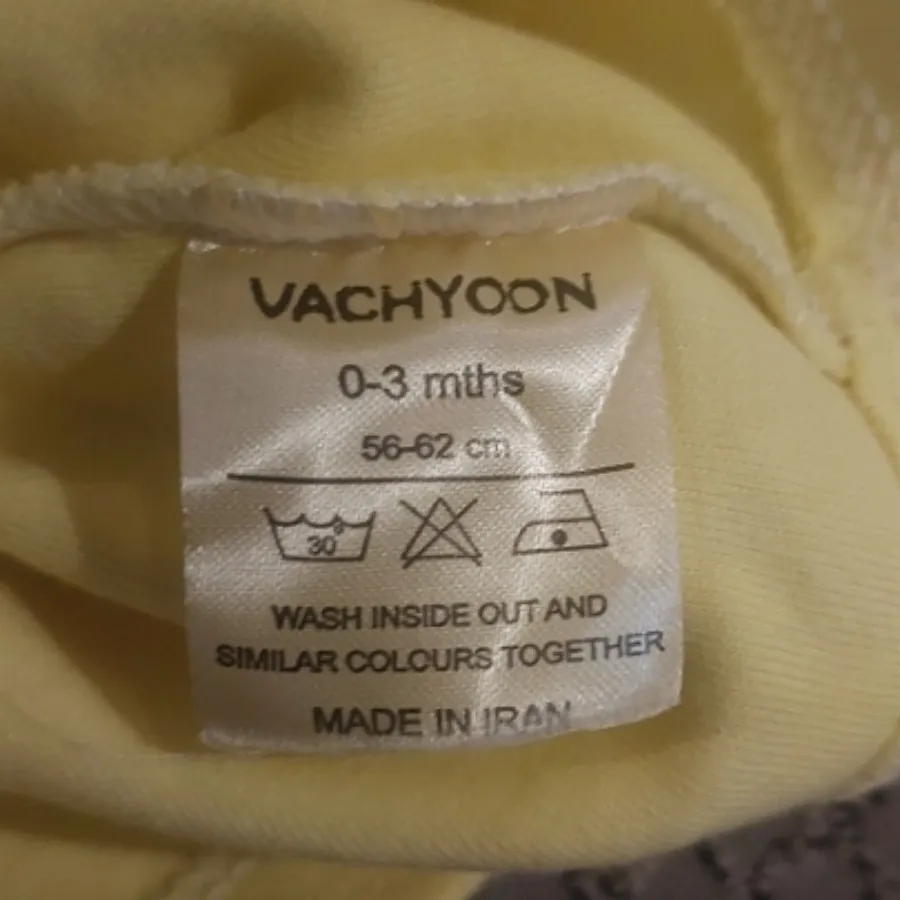 VACHYOON
0-3 mths
56-62 cm
30°
WASH INSIDE OUT AND
SIMILAR COLOURS TOGETHER
MADE IN IRAN